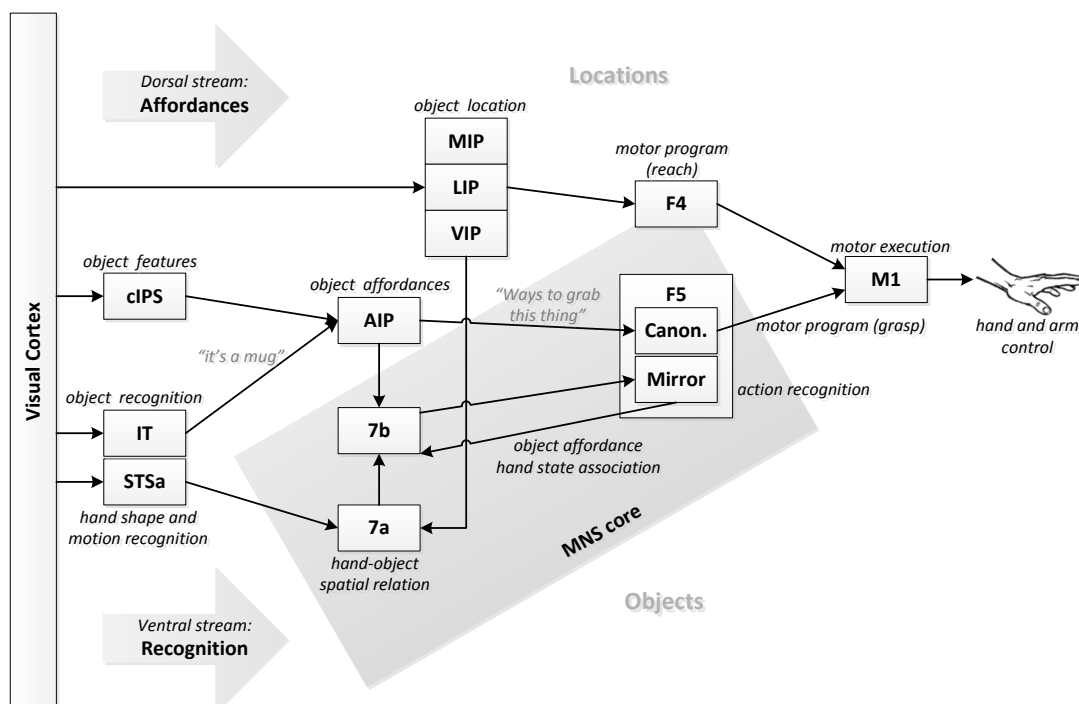 Visual Cortex
Dorsal stream:
Affordances
Locations
object location
MIP
LIP
VIP
motor program
(reach)
F4
object features
cIPS
object affordances
AIP
"Ways to grab
this thing"
F5
Canon.
Mirror
motor execution
M1
motor program (grasp)
hand and arm
control
"it's a mug"
action recognition
object recognition
IT
STSa
hand shape and
motion recognition
7b
object affordance
hand state association
7a
hand-object
spatial relation
MNS core
Objects
Ventral stream:
Recognition